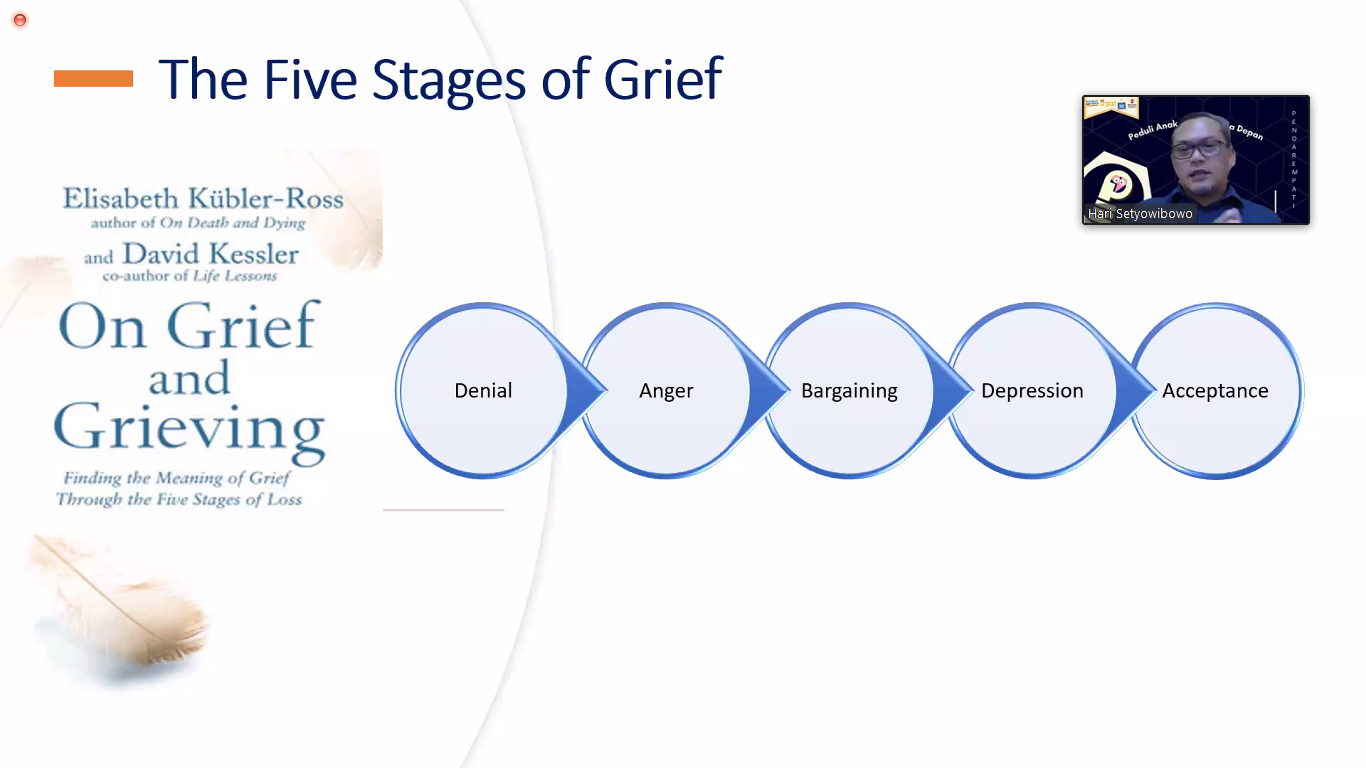 The Five Stages of Grief
Elisabeth Kübler-Ross
author of On Death and Dying
and David Kessler
co-author of Life Lessons
On Grief
and
Grieving
Finding the Meaning of Grief
Through the Five Stages of Loss
Denial
Anger
Bargaining
Depression
Acceptance
Peduli Anak
a Depan
PENDAREMPATI
Hari Setyowibowo